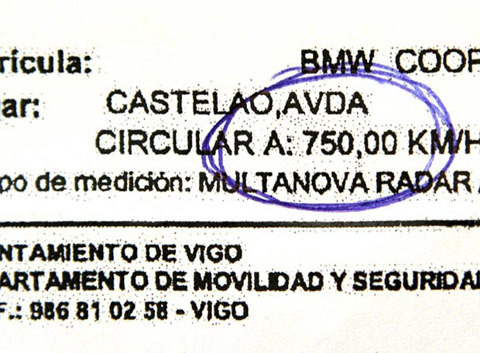 rícula: BMW COOP
ar: CASTELAO,AVDA
CIRCULAR A: 750,00 KM/H
po de medición: MULTANOVA RADAR
NTAMIENTO DE VIGO
ARTAMENTO DE MOVILIDAD Y SEGURIDA
F.: 986 81 02 58 - VIGO